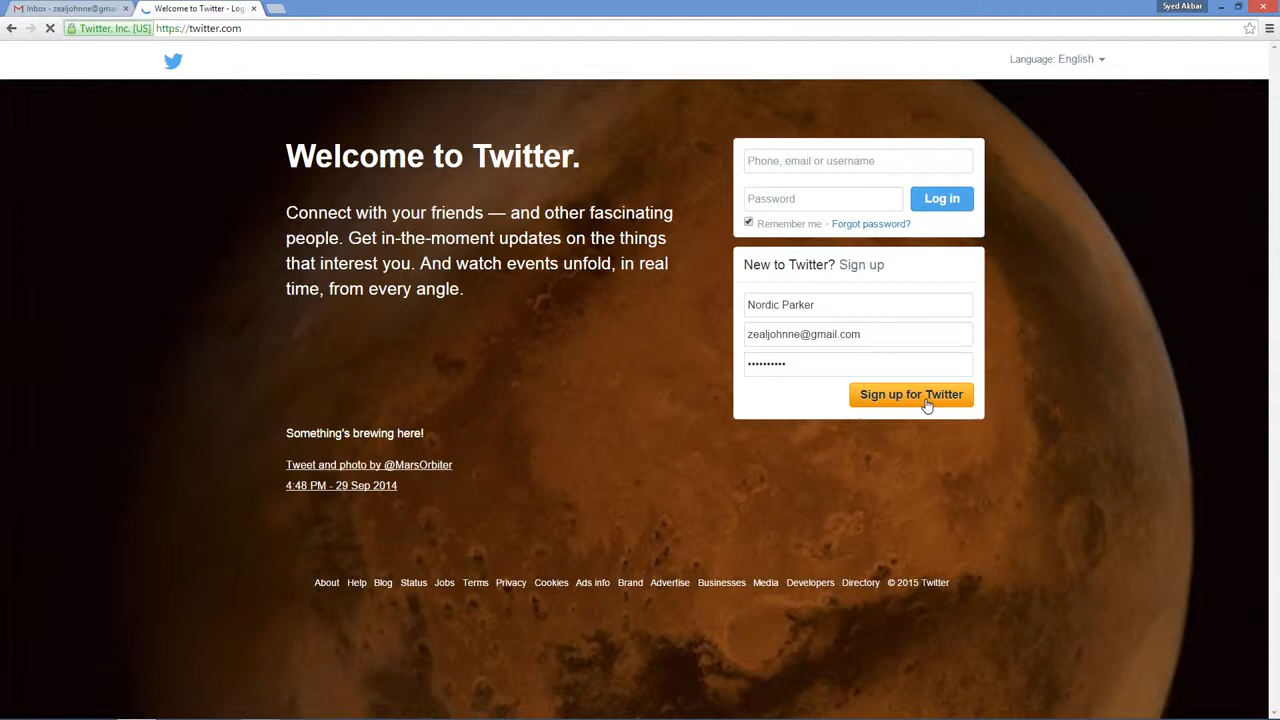 Inbox - zealjohnne@gmai
Welcome to Twitter - Log
Syed Akbar
Twitter, Inc. [US]
https://twitter.com
Language: English
Welcome to Twitter.
Connect with your friends — and other fascinating
people. Get in-the-moment updates on the things
that interest you. And watch events unfold, in real
time, from every angle.
Phone, email or username
Password
Log in
Remember me · Forgot password?
New to Twitter? Sign up
Nordic Parker
zealjohnne@gmail.com
••••••••••
Sign up for Twitter
Something's brewing here!
Tweet and photo by @MarsOrbiter
4:48 PM - 29 Sep 2014
About Help Blog Status Jobs Terms Privacy Cookies Ads info Brand Advertise Businesses Media Developers Directory © 2015 Twitter